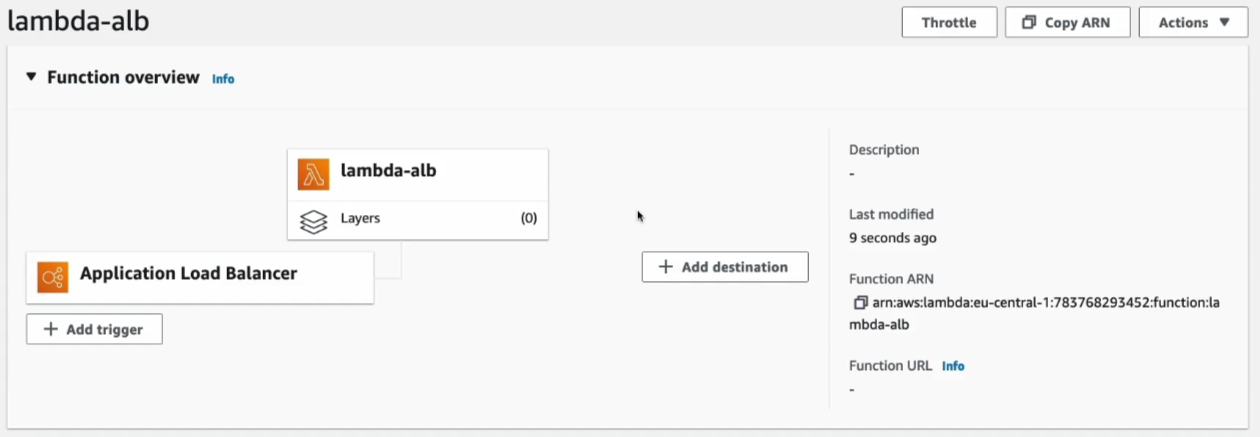 lambda-alb
Throttle
Copy ARN
Actions
Function overview Info
lambda-alb
Layers (0)
Application Load Balancer
+ Add trigger
+ Add destination
Description
-
Last modified
9 seconds ago
Function ARN
arn:aws:lambda:eu-central-1:783768293452:function:la
mbda-alb
Function URL Info
-